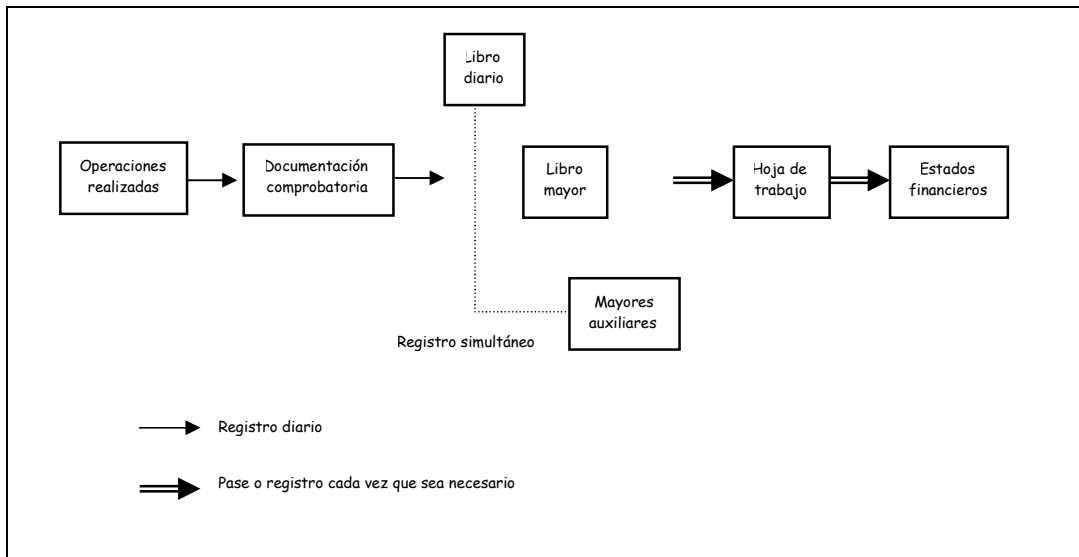 Libro
diario
Operaciones
realizadas
Documentación
comprobatoria
Libro
mayor
Hoja de
trabajo
Estados
financieros
Mayores
auxiliares
Registro simultáneo
Registro diario
Pase o registro cada vez que sea necesario